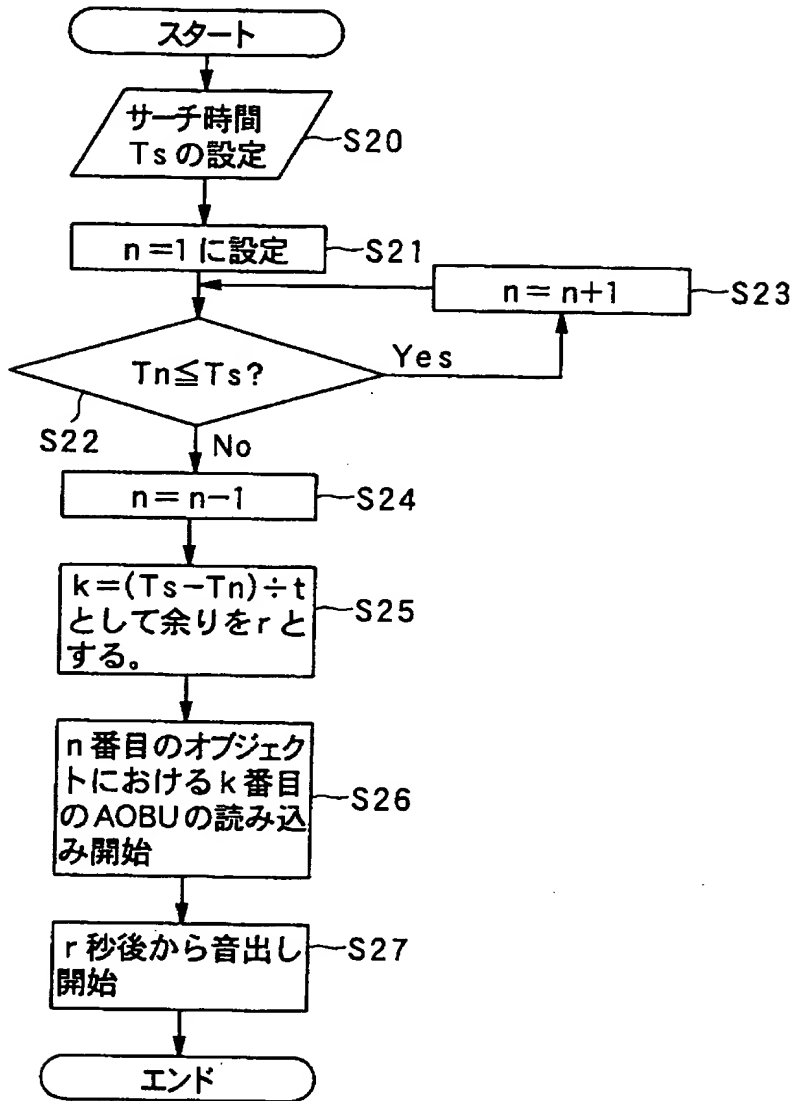 スタート
サーチ時間
Tsの設定
S20
n=1に設定
S21
n=n+1
S23
Tn≦Ts?
Yes
S22
No
n=n-1
S24
k=(Ts-Tn)÷t
として余りをrと
する。
S25
n番目のオブジェク
トにおけるk番目
のAOBUの読み込
み開始
S26
r秒後から音出し
開始
S27
エンド